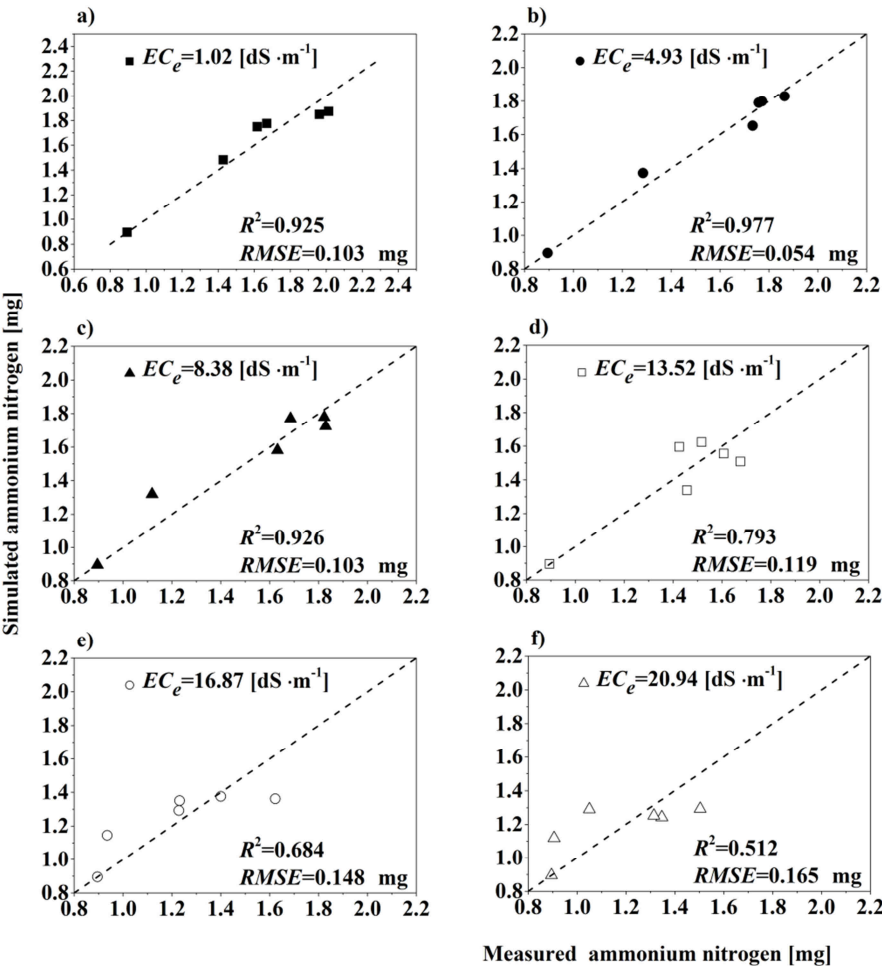 a)
■ ECe=1.02 [dS ·m-1]
2.4
2.2
2.0
1.8
1.6
1.4
1.2
1.0
0.8
0.6
R2=0.925
RMSE=0.103 mg
0.4 0.6 0.8 1.0 1.2 1.4 1.6 1.8 2.0 2.2 2.4
b)
● ECe=4.93 [dS ·m-1]
2.2
2.0
1.8
1.6
1.4
1.2
1.0
0.8
R2=0.977
RMSE=0.054 mg
0.8 1.0 1.2 1.4 1.6 1.8 2.0 2.2
Simulated ammonium nitrogen [mg]
c)
▲ ECe=8.38 [dS ·m-1]
2.2
2.0
1.8
1.6
1.4
1.2
1.0
0.8
R2=0.926
RMSE=0.103 mg
0.8 1.0 1.2 1.4 1.6 1.8 2.0 2.2
d)
□ ECe=13.52 [dS ·m-1]
2.2
2.0
1.8
1.6
1.4
1.2
1.0
0.8
R2=0.793
RMSE=0.119 mg
0.8 1.0 1.2 1.4 1.6 1.8 2.0 2.2
e)
○ ECe=16.87 [dS ·m-1]
2.2
2.0
1.8
1.6
1.4
1.2
1.0
0.8
R2=0.684
RMSE=0.148 mg
0.8 1.0 1.2 1.4 1.6 1.8 2.0 2.2
f)
△ ECe=20.94 [dS ·m-1]
2.2
2.0
1.8
1.6
1.4
1.2
1.0
0.8
R2=0.512
RMSE=0.165 mg
0.8 1.0 1.2 1.4 1.6 1.8 2.0 2.2
Measured ammonium nitrogen [mg]